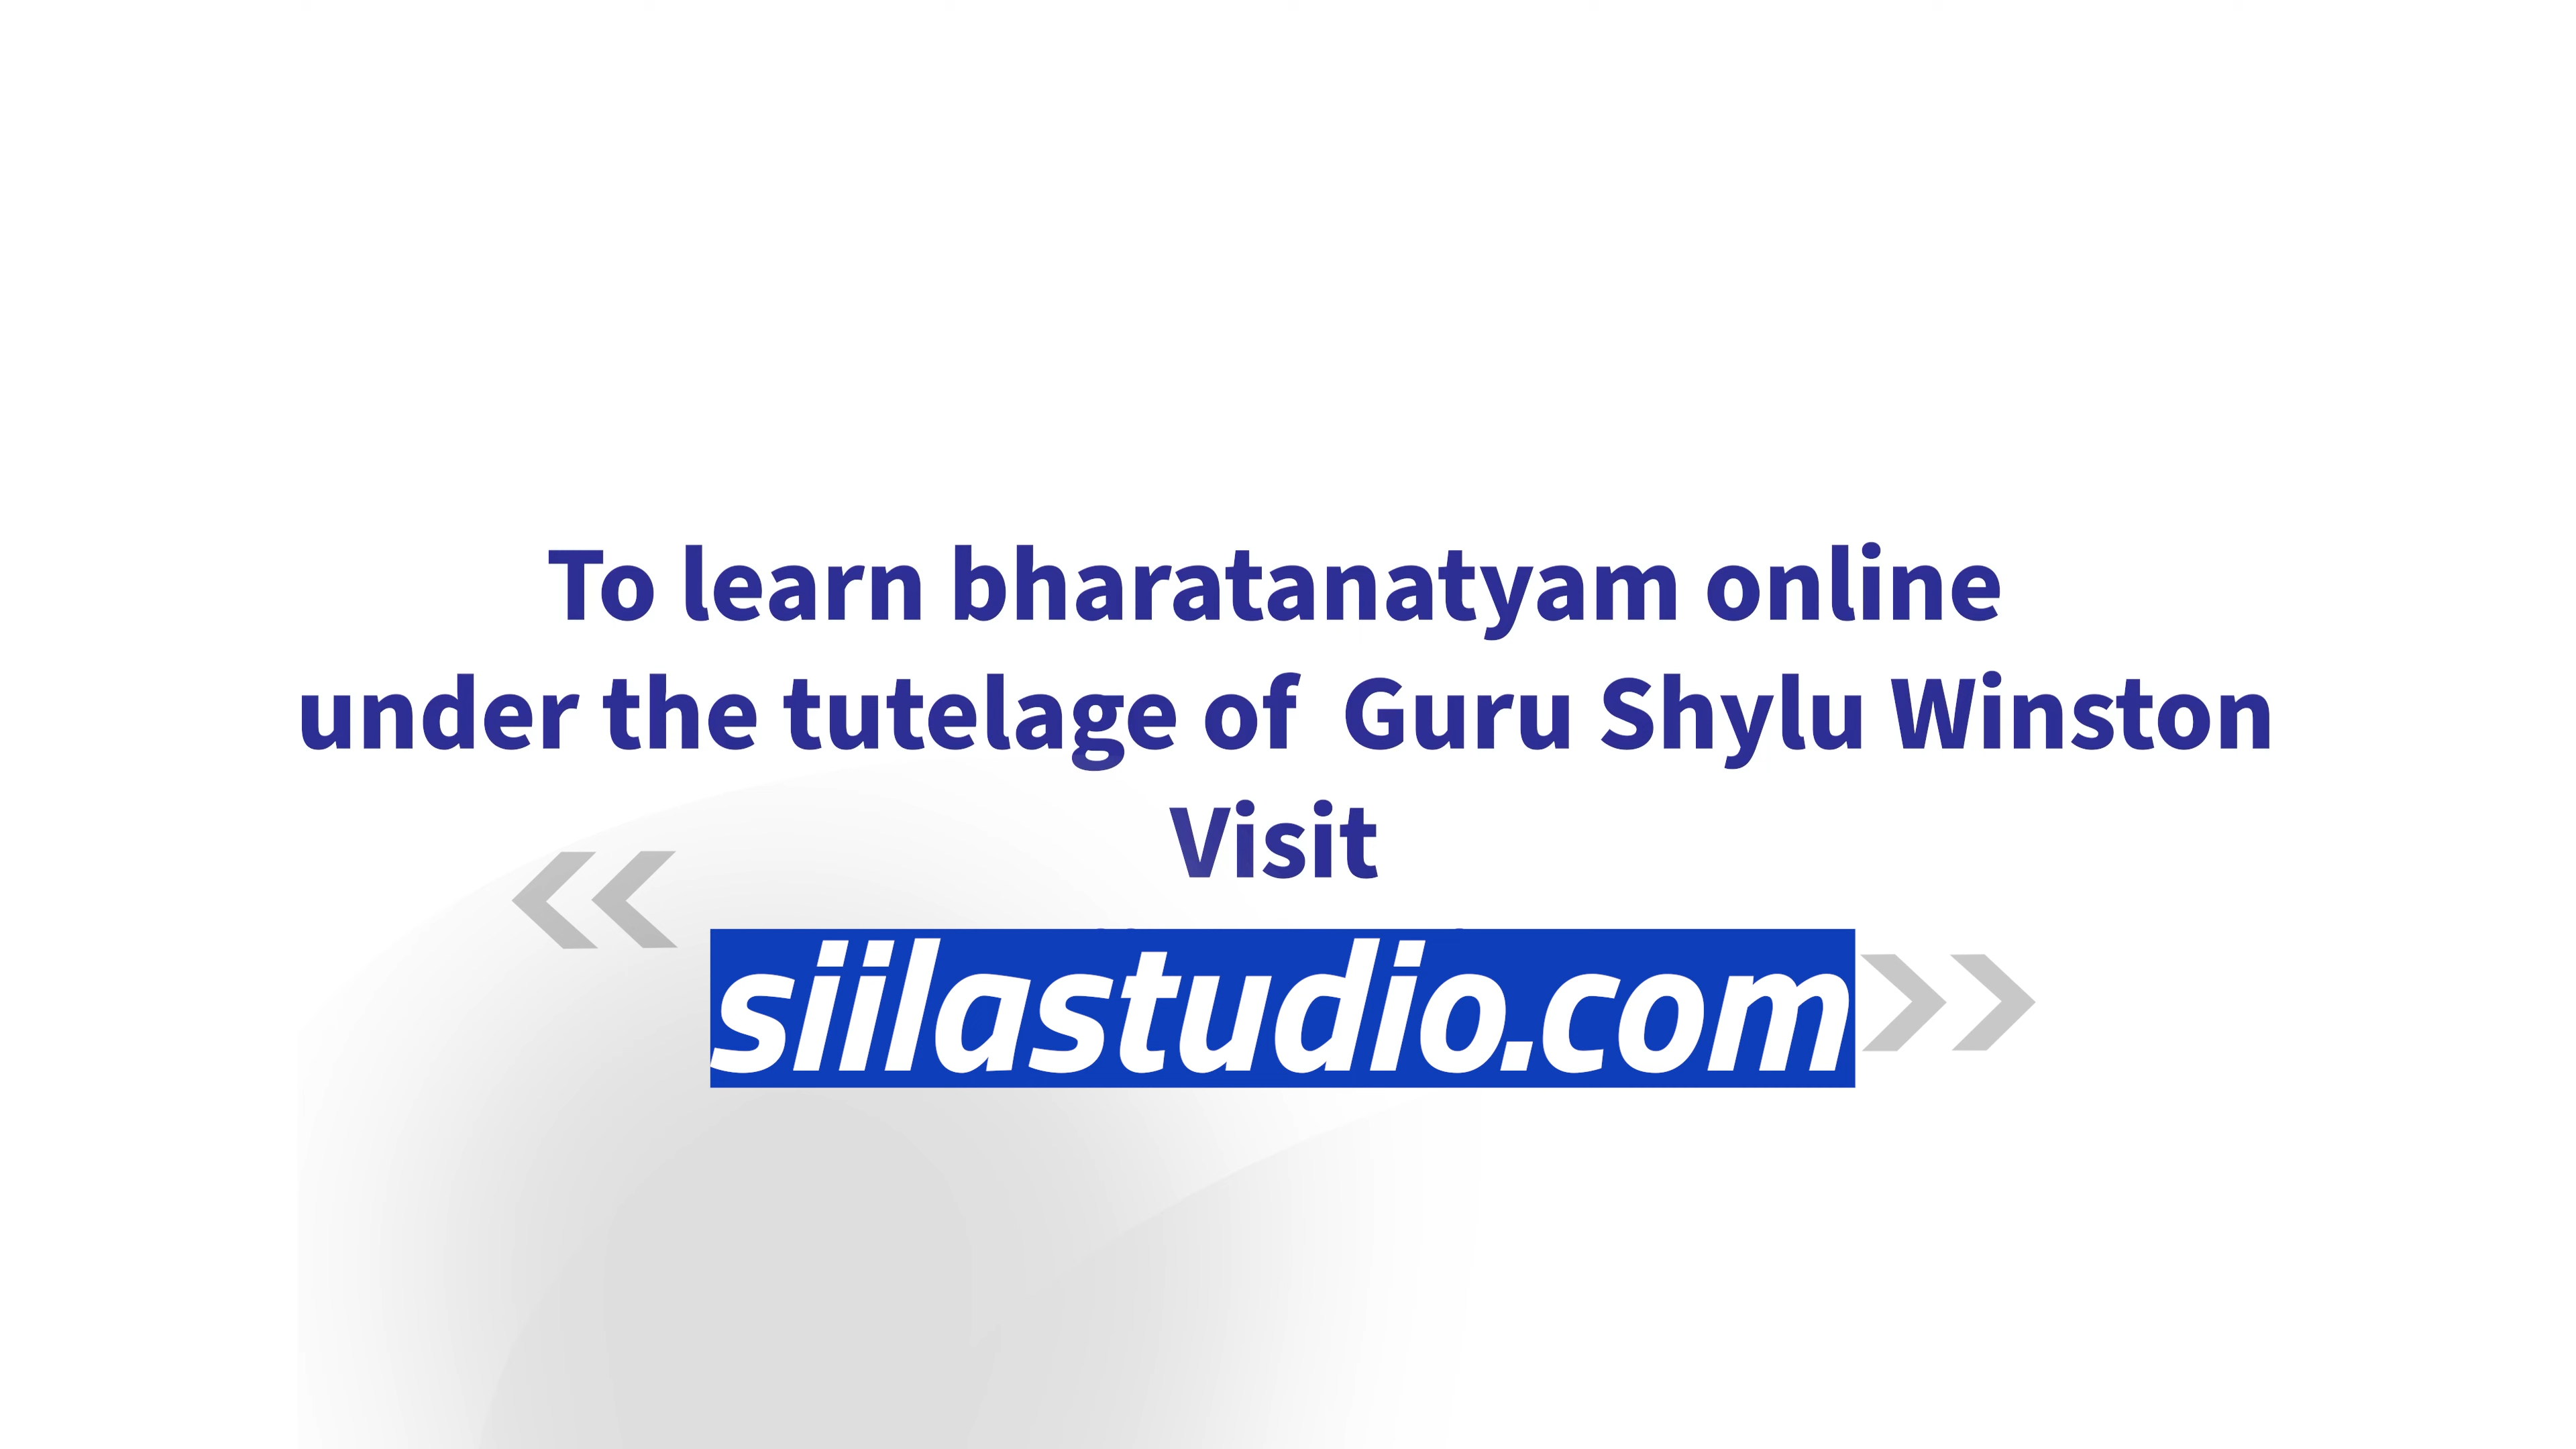 To learn bharatanatyam online
under the tutelage of  Guru Shylu Winston
Visit
siilastudio.com